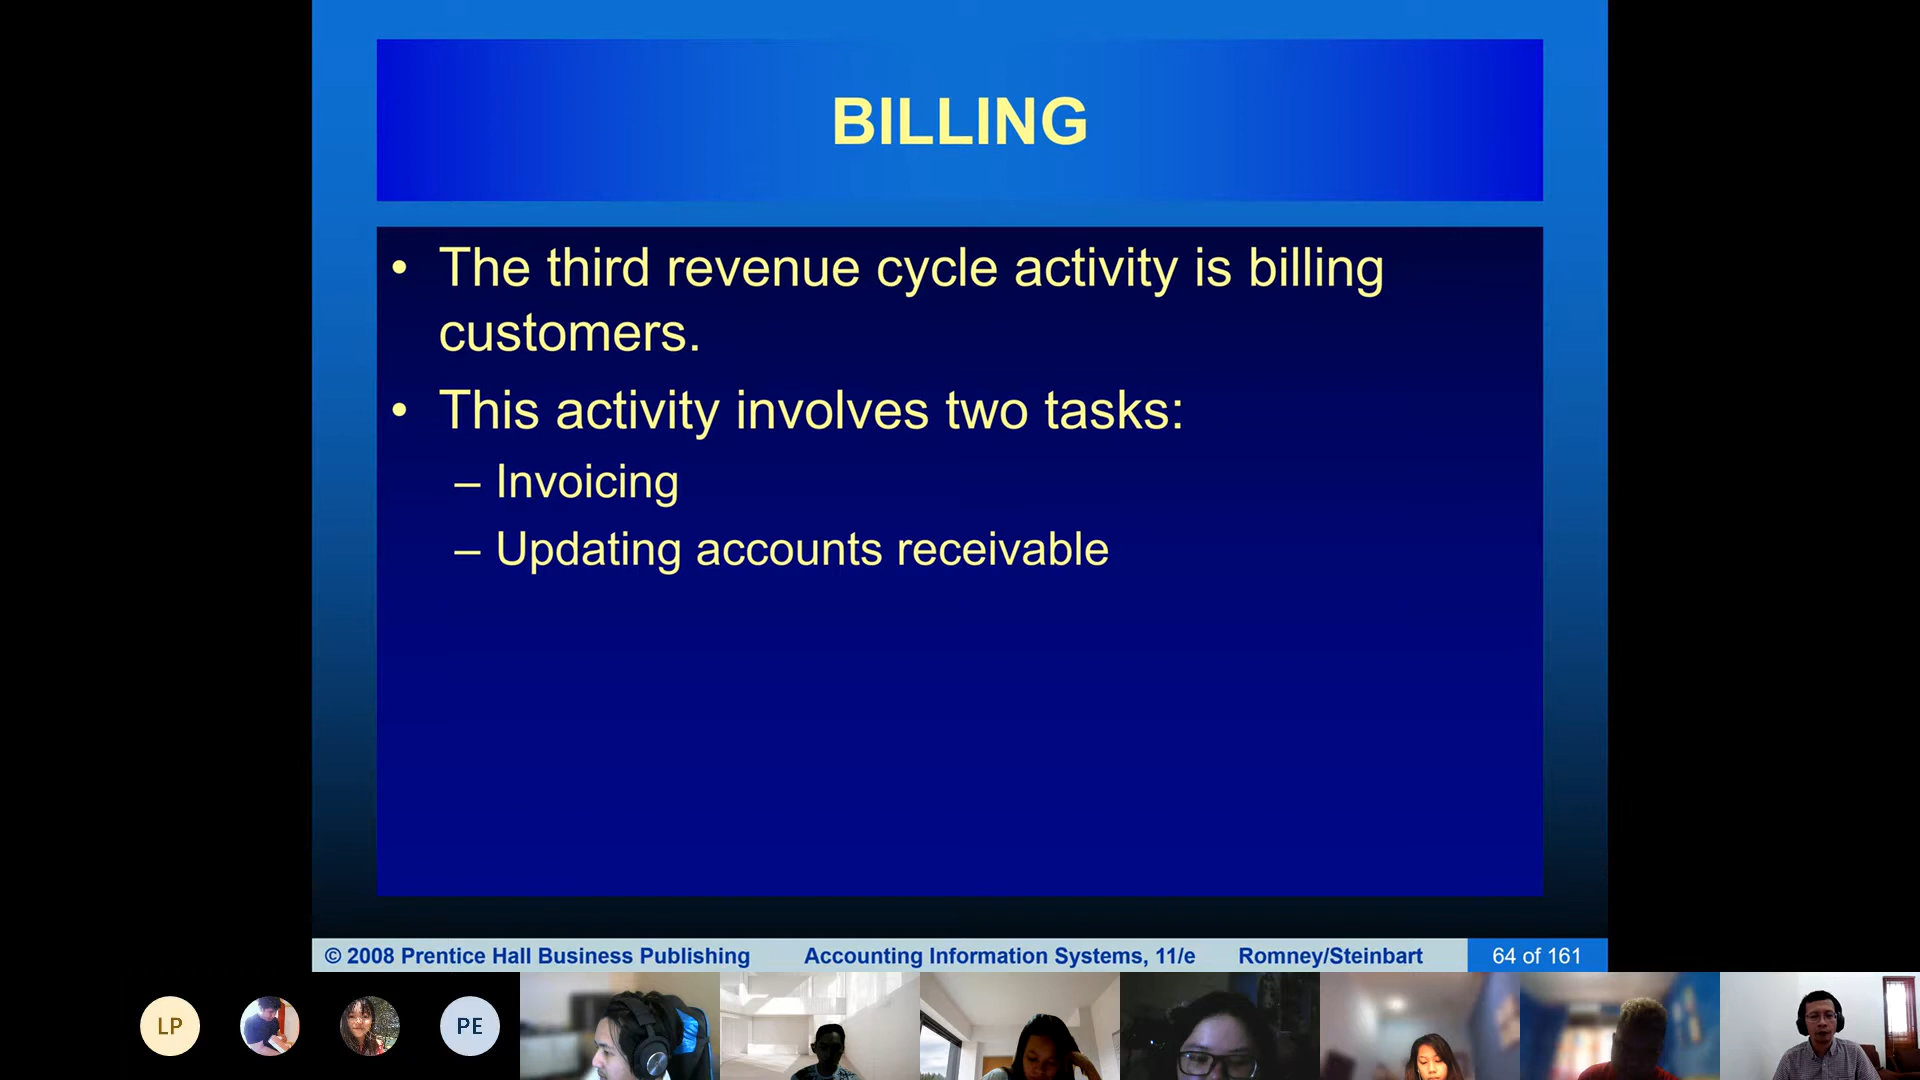 BILLING
• The third revenue cycle activity is billing
customers.
• This activity involves two tasks:
– Invoicing
– Updating accounts receivable
© 2008 Prentice Hall Business Publishing Accounting Information Systems, 11/e Romney/Steinbart 64 of 161
LP PE